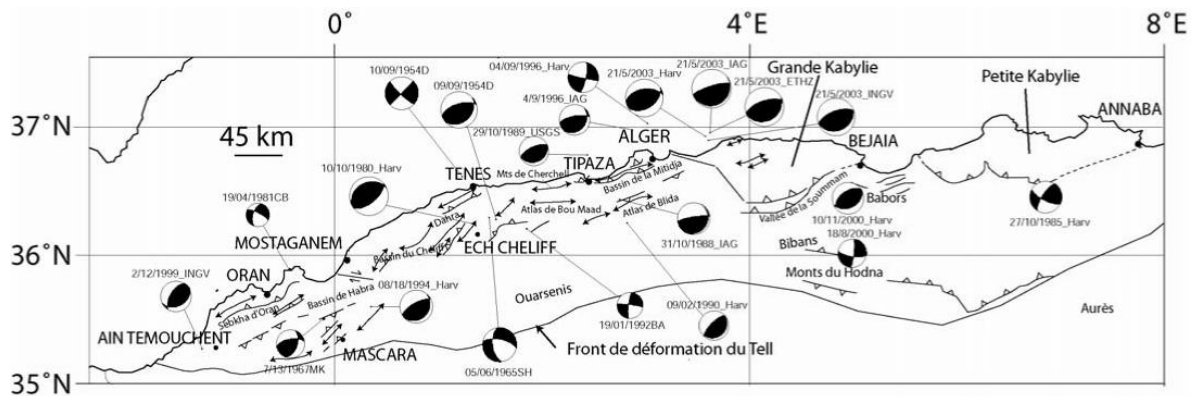 0°
4°E
8°E
10/09/1954D
09/09/1954D
04/09/1996_Harv
21/5/2003_Harv
21/5/2003_IAG
21/5/2003_ETHZ
21/5/2003_INGV
Grande Kabylie
Petite Kabylie
4/9/1996_IAG
29/10/1989_USGS
37°N
45 km
ALGER
BEJAIA
ANNABA
10/10/1980_Harv
TENES
Mts de Cherchell
TIPAZA
Bassin de la Mitidja
19/04/1981CB
Dahra
Atlas de Bou Maad
Atlas de Blida
Vallée de la Soummam
Babors
MOSTAGANEM
ECH CHELIFF
31/10/1988_IAG
10/11/2000_Harv
27/10/1985_Harv
36°N
Bassin du Cheliff
Bibans
18/8/2000_Harv
2/12/1999_INGV
ORAN
Monts du Hodna
Bassin de Habra
08/18/1994_Harv
Ouarsenis
09/02/1990_Harv
Aurès
Sebkha d'Oran
19/01/1992BA
AIN TEMOUCHENT
MASCARA
Front de déformation du Tell
7/13/1967MK
05/06/1965SH
35°N